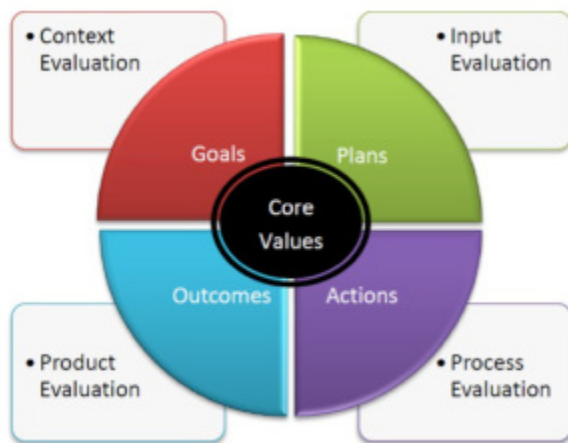 • Context
Evaluation
• Input
Evaluation
Goals
Plans
Core
Values
Outcomes
Actions
• Product
Evaluation
• Process
Evaluation